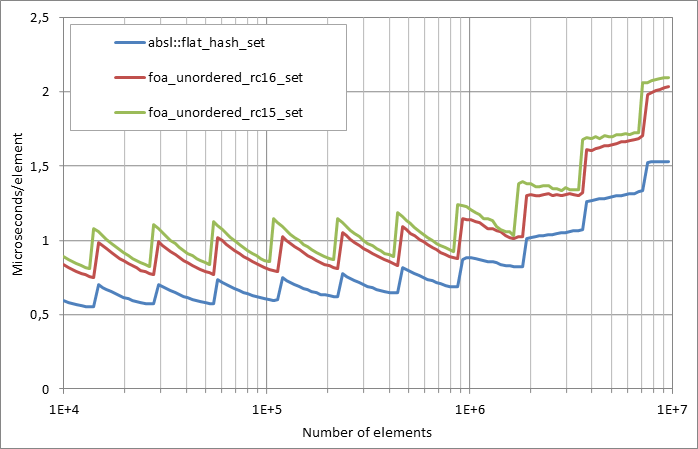 2,5
absl::flat_hash_set
foa_unordered_rc16_set
foa_unordered_rc15_set
2
1,5
1
0,5
0
Microseconds/element
1E+4 1E+5 1E+6 1E+7
Number of elements